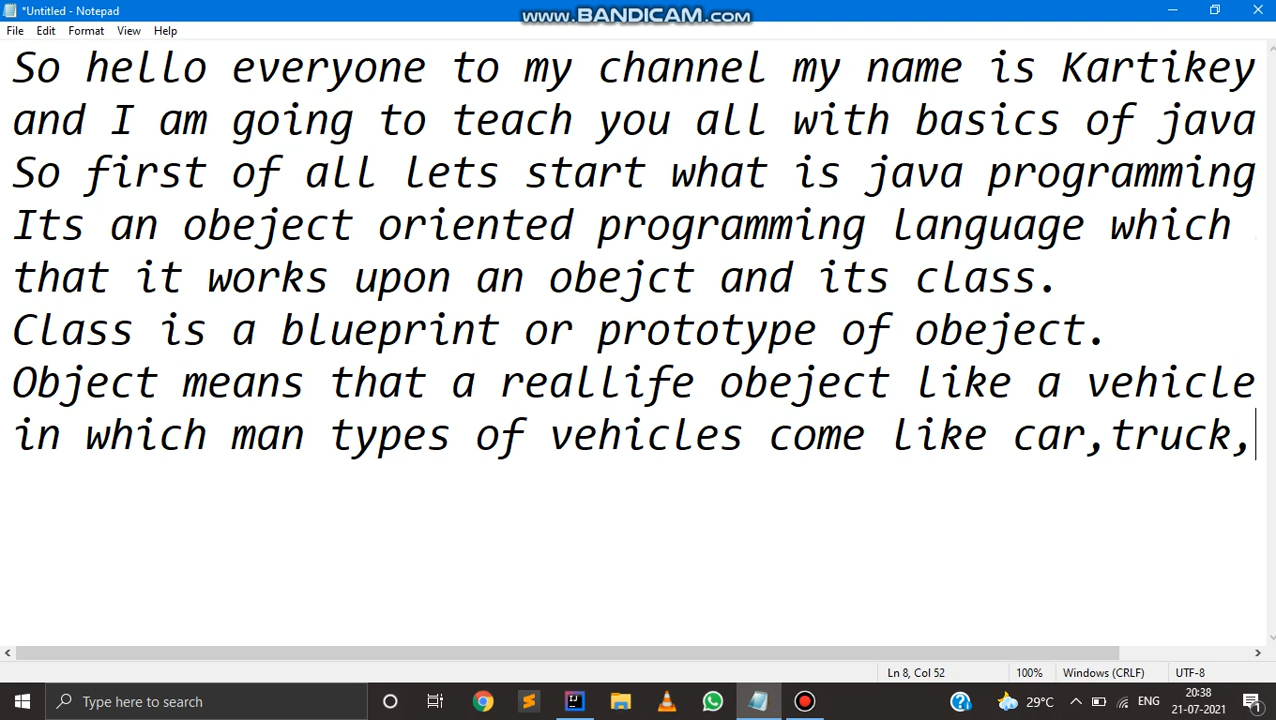 *Untitled - Notepad
www.BANDICAM.com
File Edit Format View Help
So hello everyone to my channel my name is Kartikey
and I am going to teach you all with basics of java
So first of all lets start what is java programming
Its an obeject oriented programming language which
that it works upon an obejct and its class.
Class is a blueprint or prototype of obeject.
Object means that a reallife obeject like a vehicle
in which man types of vehicles come like car,truck,
Ln 8, Col 52 100% Windows (CRLF) UTF-8
Type here to search
29°C
ENG
20:38
21-07-2021
1